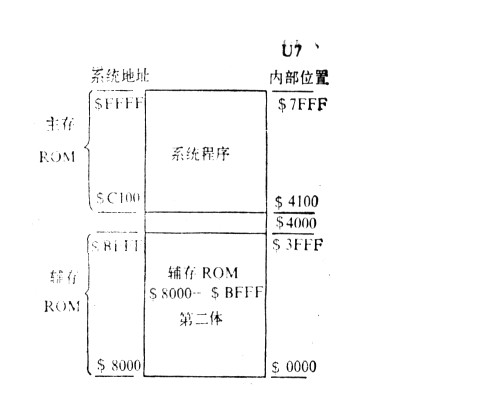 U7
系统地址 内部位置
$FFFF $7FFF
主存
ROM
系统程序
$C100 $4100
$4000
$BFFF $3FFF
辅存
ROM
辅存 ROM
$8000-- $BFFF
第二体
$8000 $0000